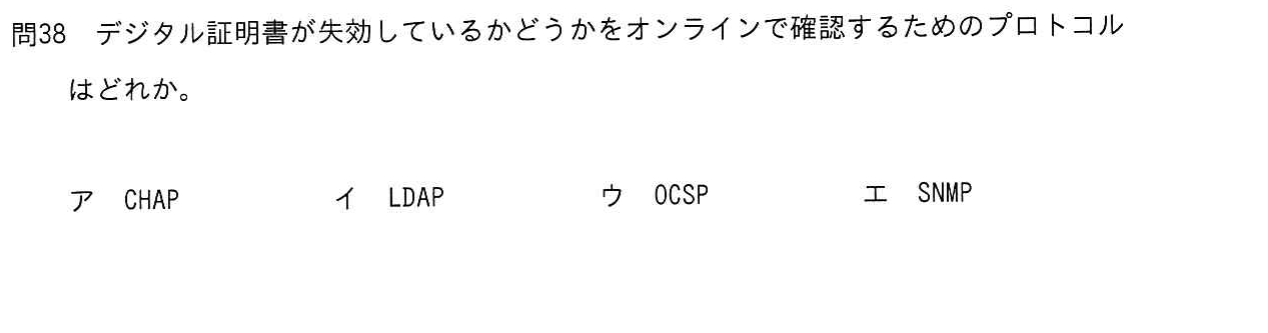 問38　デジタル証明書が失効しているかどうかをオンラインで確認するためのプロトコル
はどれか。
ア　CHAP　イ　LDAP　ウ　OCSP　エ　SNMP